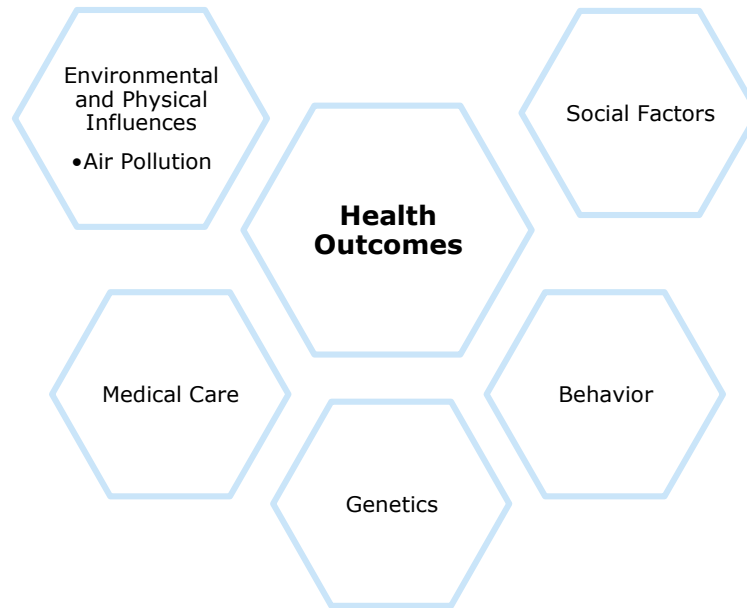 Environmental
and Physical
Influences
•Air Pollution
Social Factors
Health
Outcomes
Medical Care
Behavior
Genetics